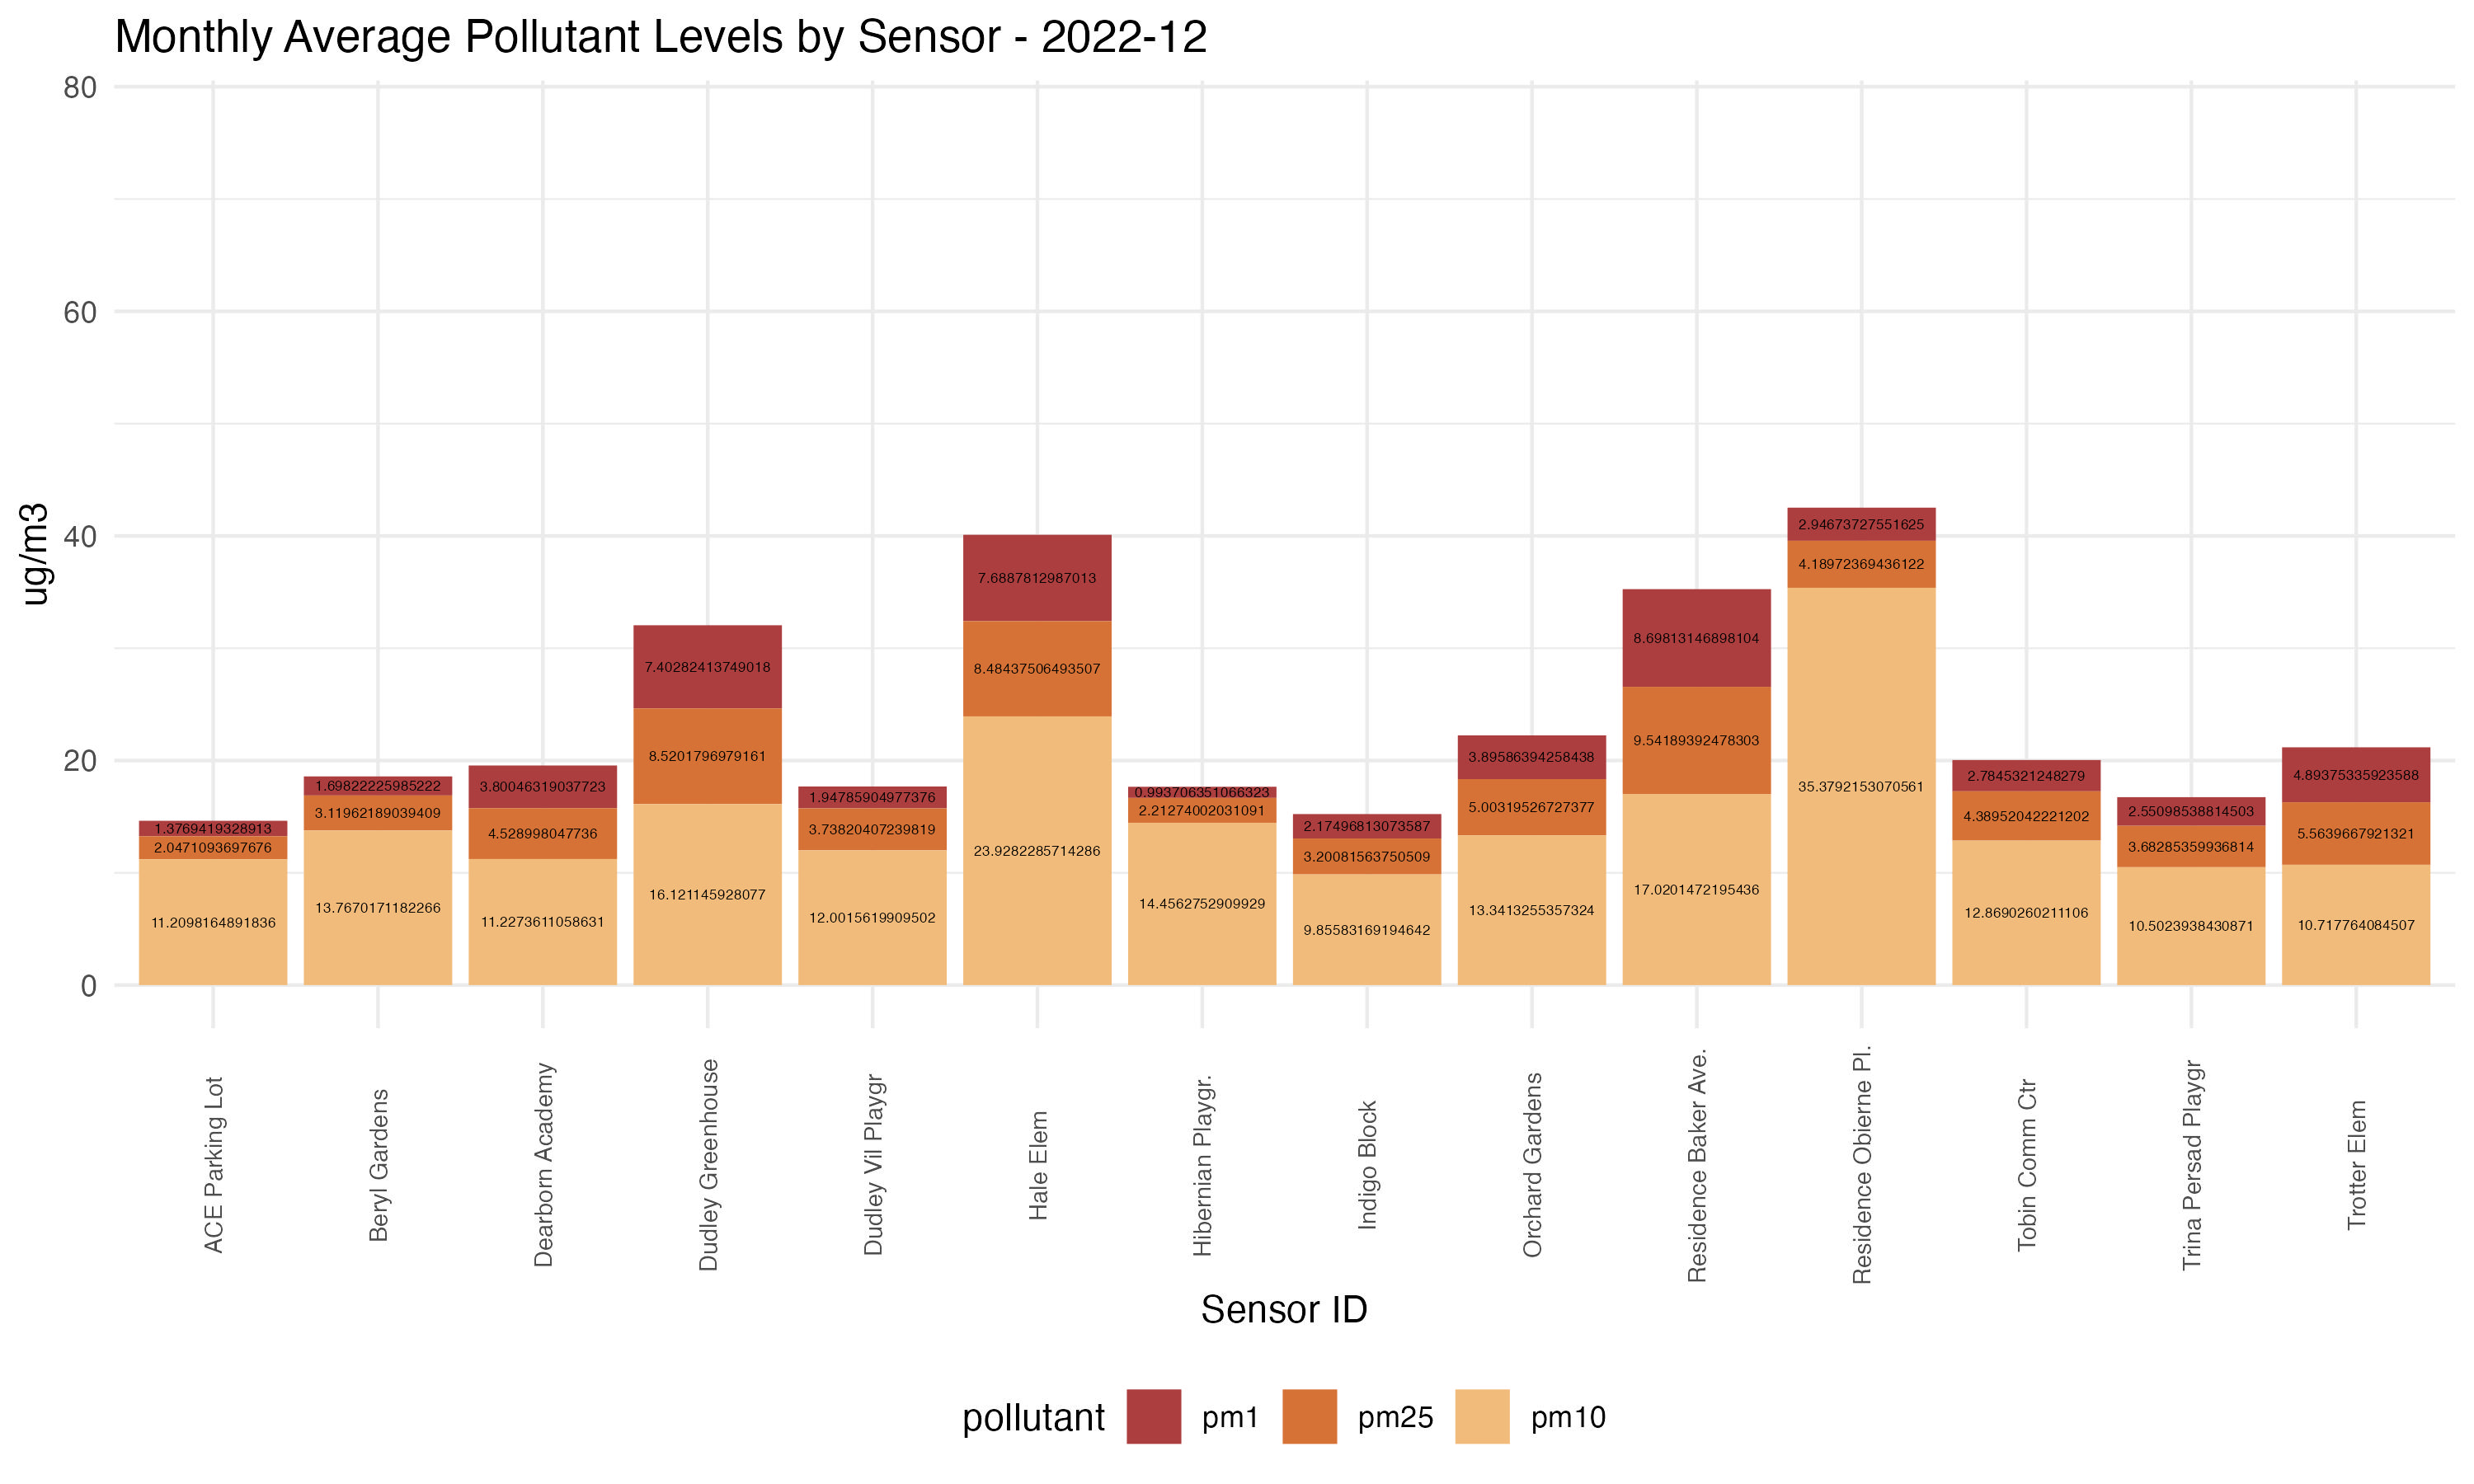 Monthly Average Pollutant Levels by Sensor - 2022-12
ug/m3
80
60
40
20
0
1.3769419328913
2.0471093697676
11.2098164891836
1.69822225985222
3.11962189039409
13.7670171182266
3.80046319037723
4.528998047736
11.2273611058631
7.40282413749018
8.5201796979161
16.121145928077
1.94785904977376
3.73820407239819
12.0015619909502
7.6887812987013
8.48437506493507
23.9282285714286
0.993706351066323
2.21274002031091
14.4562752909929
2.17496813073587
3.20081563750509
9.85583169194642
3.89586394258438
5.00319526727377
13.3413255357324
8.69813146898104
9.54189392478303
17.0201472195436
2.94673727551625
4.18972369436122
35.3792153070561
2.7845321248279
4.38952042221202
12.8690260211106
2.55098538814503
3.68285359936814
10.5023938430871
4.89375335923588
5.5639667921321
10.717764084507
ACE Parking Lot
Beryl Gardens
Dearborn Academy
Dudley Greenhouse
Dudley Vil Playgr
Hale Elem
Hibernian Playgr.
Indigo Block
Orchard Gardens
Residence Baker Ave.
Residence Obierne Pl.
Tobin Comm Ctr
Trina Persad Playgr
Trotter Elem
Sensor ID
pollutant pm1 pm25 pm10